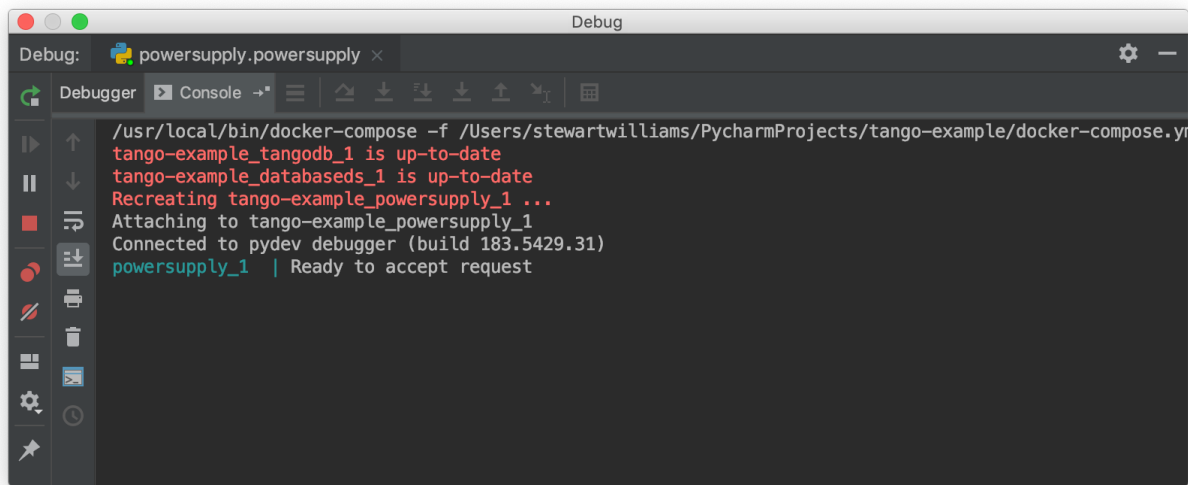 Debug
Debug: powersupply.powersupply
Debugger Console
/usr/local/bin/docker-compose -f /Users/stewartwilliams/PycharmProjects/tango-example/docker-compose.ym
tango-example_tangodb_1 is up-to-date
tango-example_databaseds_1 is up-to-date
Recreating tango-example_powersupply_1 ...
Attaching to tango-example_powersupply_1
Connected to pydev debugger (build 183.5429.31)
powersupply_1  | Ready to accept request